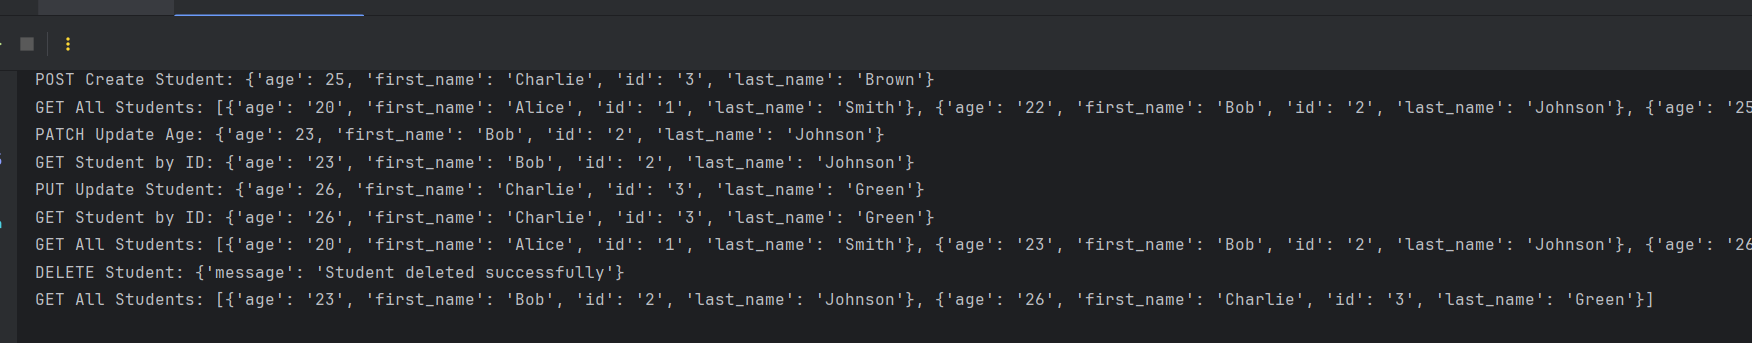 POST Create Student: {'age': 25, 'first_name': 'Charlie', 'id': '3', 'last_name': 'Brown'}
GET All Students: [{'age': '20', 'first_name': 'Alice', 'id': '1', 'last_name': 'Smith'}, {'age': '22', 'first_name': 'Bob', 'id': '2', 'last_name': 'Johnson'}, {'age': '25
PATCH Update Age: {'age': 23, 'first_name': 'Bob', 'id': '2', 'last_name': 'Johnson'}
GET Student by ID: {'age': '23', 'first_name': 'Bob', 'id': '2', 'last_name': 'Johnson'}
PUT Update Student: {'age': 26, 'first_name': 'Charlie', 'id': '3', 'last_name': 'Green'}
GET Student by ID: {'age': '26', 'first_name': 'Charlie', 'id': '3', 'last_name': 'Green'}
GET All Students: [{'age': '20', 'first_name': 'Alice', 'id': '1', 'last_name': 'Smith'}, {'age': '23', 'first_name': 'Bob', 'id': '2', 'last_name': 'Johnson'}, {'age': '26
DELETE Student: {'message': 'Student deleted successfully'}
GET All Students: [{'age': '23', 'first_name': 'Bob', 'id': '2', 'last_name': 'Johnson'}, {'age': '26', 'first_name': 'Charlie', 'id': '3', 'last_name': 'Green'}]